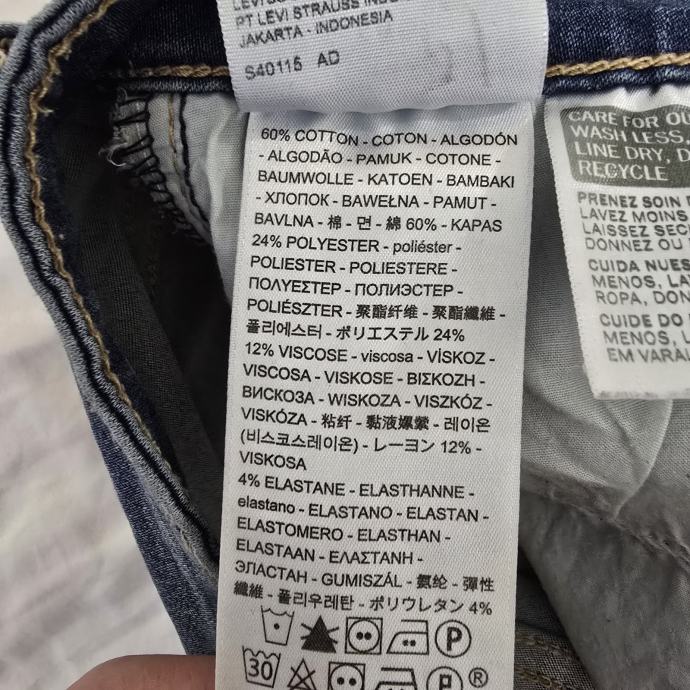 PT LEVI STRAUSS
JAKARTA - INDONESIA
S40115 AD
60% COTTON - COTON - ALGODÓN
- ALGODÃO - PAMUK - COTONE -
BAUMWOLLE - KATOEN - BAMBAKI
- ХЛОПОК - BAWEŁNA - PAMUT -
BAVLNA - 棉 - 면 - 綿 60% - KAPAS
24% POLYESTER - poliéster -
POLIESTER - POLIESTERE -
ΠΟΛΥΕΣΤΕΡ - ПОЛИЭСТЕР -
POLIÉSZTER - 聚酯纤维 - 聚酯纖維 -
폴리에스터 - ポリエステル 24%
12% VISCOSE - viscosa - VİSKOZ -
VISCOSA - VISKOSE - ΒΙΣΚΟΖΗ -
ВИСКОЗА - WISKOZA - VISZKÓZ -
VISKÓZA - 粘纤 - 黏液嫘縈 - 레이온
(비스코스레이온) - レーヨン 12% -
VISKOSA
4% ELASTANE - ELASTHANNE -
elastano - ELASTANO - ELASTAN -
ELASTOMERO - ELASTHAN -
ELASTAAN - ΕΛΑΣΤΑΝΗ -
ЭЛАСТАН - GUMISZÁL - 氨纶 - 彈性
纖維 - 폴리우레탄 - ポリウレタン 4%
P
30
P ®
CARE FOR OU
WASH LESS,
LINE DRY, D
RECYCLE
PRENEZ SOIN
LAVEZ MOINS
LAISSEZ SEC
DONNEZ OU
CUIDA NUES
MENOS, LA
ROPA, DON
CUIDE DO
MENOS, L
EM VARAL